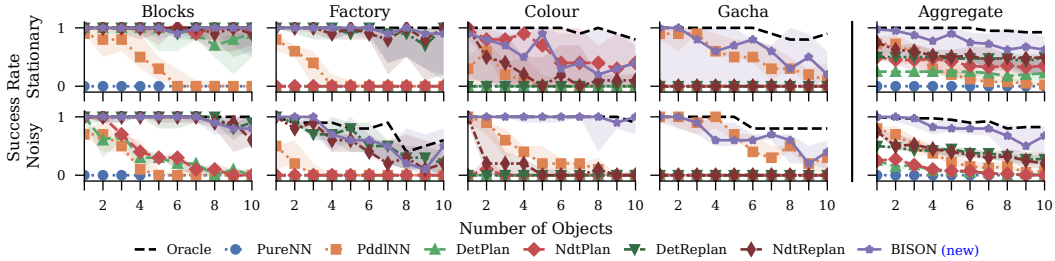 Blocks Factory Colour Gacha Aggregate
Success Rate
Stationary
Noisy
1
0
1
0
2 4 6 8 10 2 4 6 8 10 2 4 6 8 10 2 4 6 8 10 2 4 6 8 10
Number of Objects
Oracle PureNN PddlNN DetPlan NdtPlan DetReplan NdtReplan BISON (new)